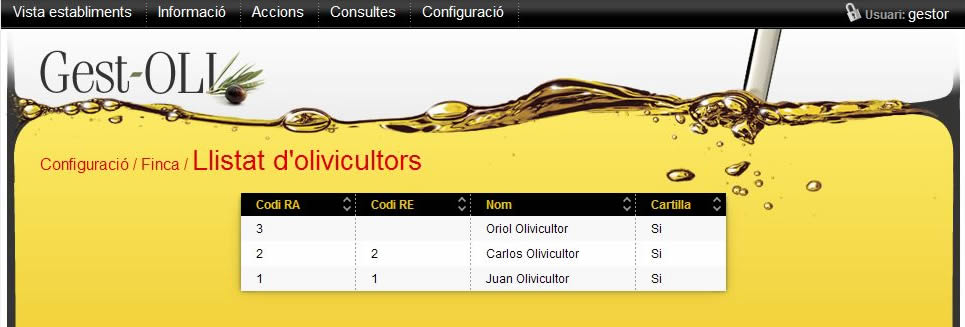 Vista establiments Informació Accions Consultes Configuració Usuari: gestor
Gest-OLI
Configuració / Finca / Llistat d'olivicultors
Codi RA Codi RE Nom Cartilla
3 Oriol Olivicultor Si
2 2 Carlos Olivicultor Si
1 1 Juan Olivicultor Si